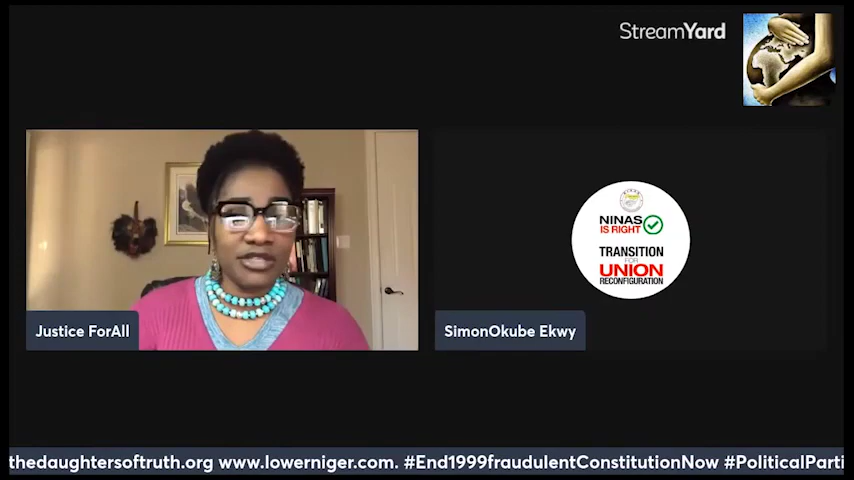 StreamYard
NINAS
IS RIGHT
TRANSITION
FOR
UNION
RECONFIGURATION
Justice ForAll
SimonOkube Ekwy
thedaughtersoftruth.org www.lowerniger.com. #End1999fraudulentConstitutionNow #PoliticalParti